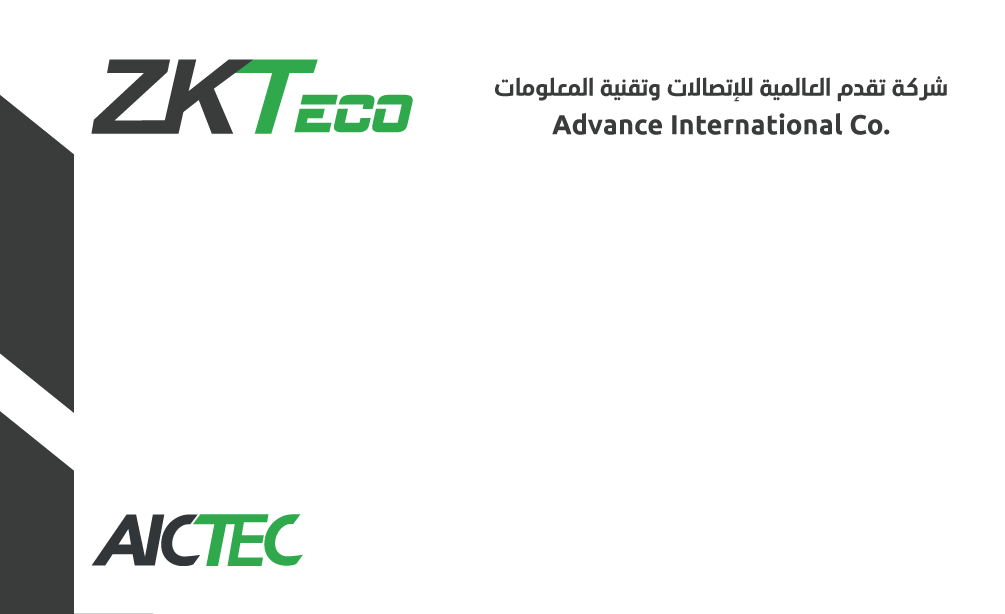 ZKTECO
شركة تقدم العالمية للإتصالات وتقنية المعلومات
Advance International Co.
AICTEC